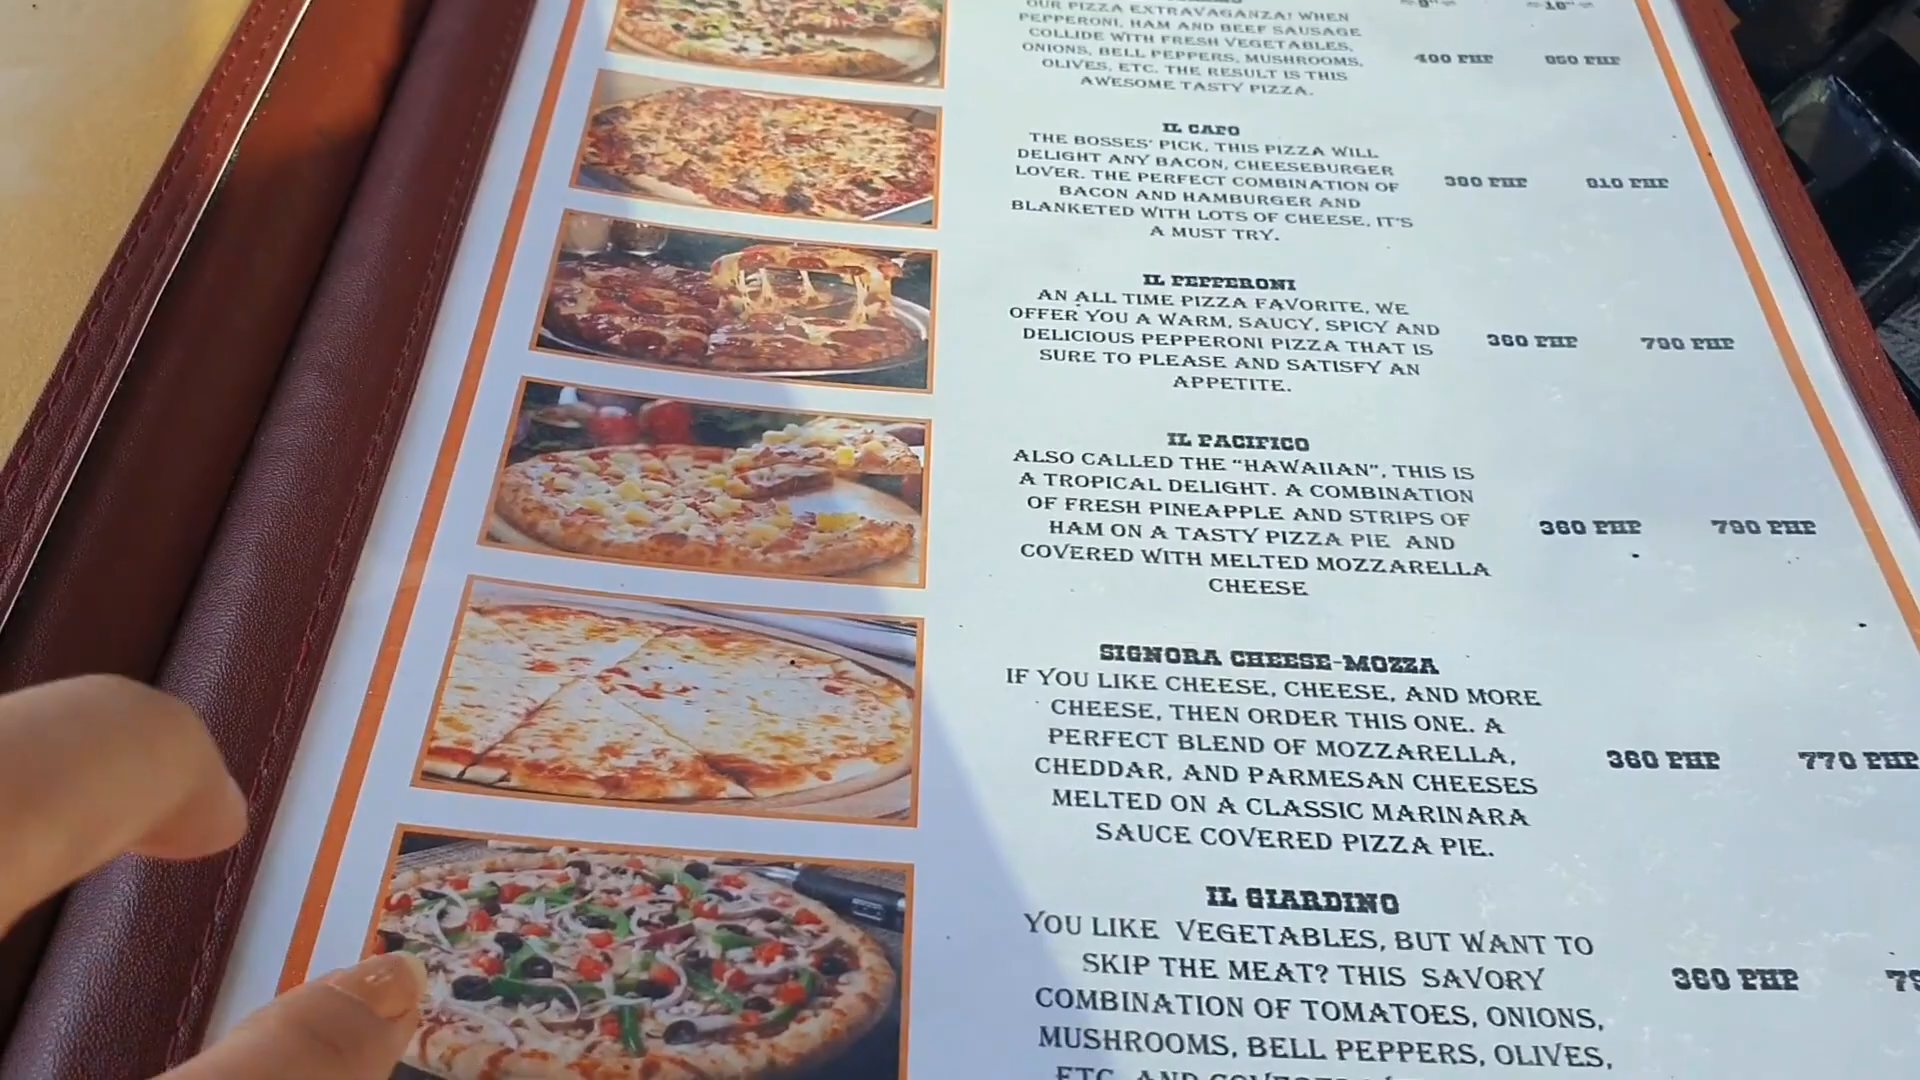 OUR PIZZA EXTRAVAGANZA! WHEN
PEPPERONI, HAM AND BEEF SAUSAGE
COLLIDE WITH FRESH VEGETABLES,
ONIONS, BELL PEPPERS, MUSHROOMS,
OLIVES, ETC. THE RESULT IS THIS
AWESOME TASTY PIZZA.
400 PHP
IL CAPO
THE BOSSES' PICK, THIS PIZZA WILL
DELIGHT ANY BACON, CHEESEBURGER
LOVER. THE PERFECT COMBINATION OF
BACON AND HAMBURGER AND
BLANKETED WITH LOTS OF CHEESE, IT'S
A MUST TRY.
PHP
PHP
IL PEPPERONI
AN ALL TIME PIZZA FAVORITE, WE
OFFER YOU A WARM, SAUCY, SPICY AND
DELICIOUS PEPPERONI PIZZA THAT IS
SURE TO PLEASE AND SATISFY AN
APPETITE.
360 PHP
790 PHP
IL PACIFICO
ALSO CALLED THE “HAWAIIAN”, THIS IS
A TROPICAL DELIGHT. A COMBINATION
OF FRESH PINEAPPLE AND STRIPS OF
HAM ON A TASTY PIZZA PIE AND
COVERED WITH MELTED MOZZARELLA
CHEESE
360 PHP
790 PHP
SIGNORA CHEESE-MOZZA
IF YOU LIKE CHEESE, CHEESE, AND MORE
CHEESE, THEN ORDER THIS ONE. A
PERFECT BLEND OF MOZZARELLA,
CHEDDAR, AND PARMESAN CHEESES
MELTED ON A CLASSIC MARINARA
SAUCE COVERED PIZZA PIE.
360 PHP
770 PHP
IL GIARDINO
YOU LIKE VEGETABLES, BUT WANT TO
SKIP THE MEAT? THIS SAVORY
COMBINATION OF TOMATOES, ONIONS,
MUSHROOMS, BELL PEPPERS, OLIVES,
360 PHP